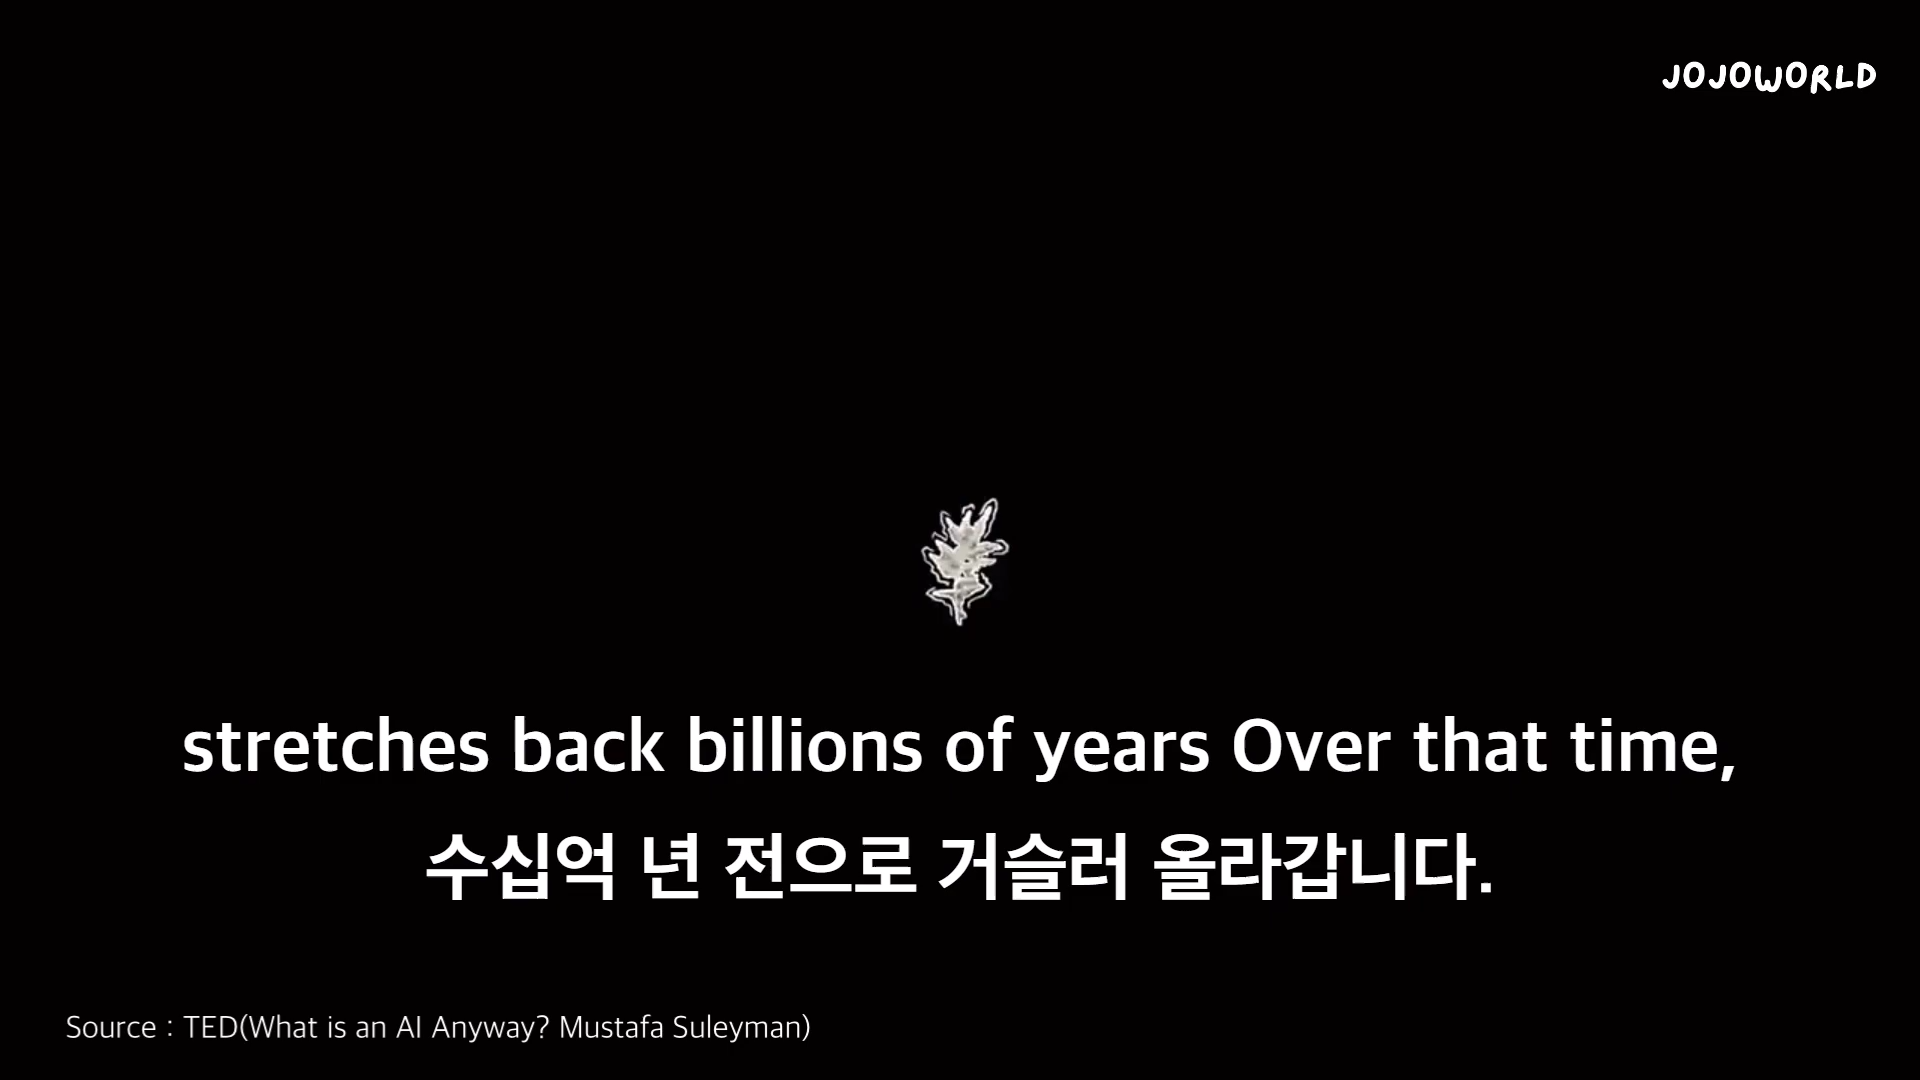 JOJOWORLD
stretches back billions of years Over that time,
수십억 년 전으로 거슬러 올라갑니다.
Source : TED(What is an AI Anyway? Mustafa Suleyman)